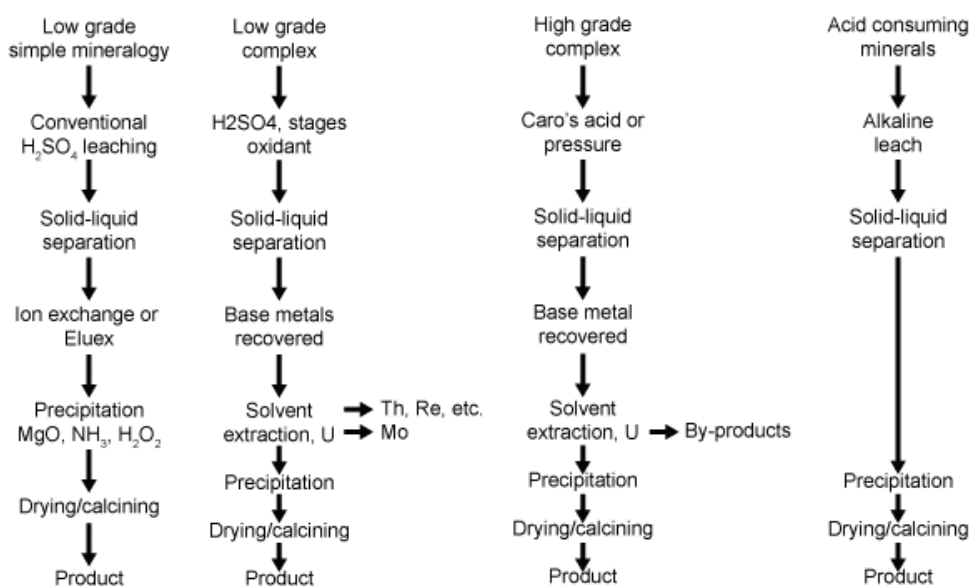 Low grade
simple mineralogy
Conventional
H₂SO₄ leaching
Solid-liquid
separation
Ion exchange or
Eluex
Precipitation
MgO, NH₃, H₂O₂
Drying/calcining
Product
Low grade
complex
H2SO4, stages
oxidant
Solid-liquid
separation
Base metals
recovered
Solvent
extraction, U
Th, Re, etc.
Mo
Precipitation
Drying/calcining
Product
High grade
complex
Caro's acid or
pressure
Solid-liquid
separation
Base metal
recovered
Solvent
extraction, U
By-products
Precipitation
Drying/calcining
Product
Acid consuming
minerals
Alkaline
leach
Solid-liquid
separation
Precipitation
Drying/calcining
Product